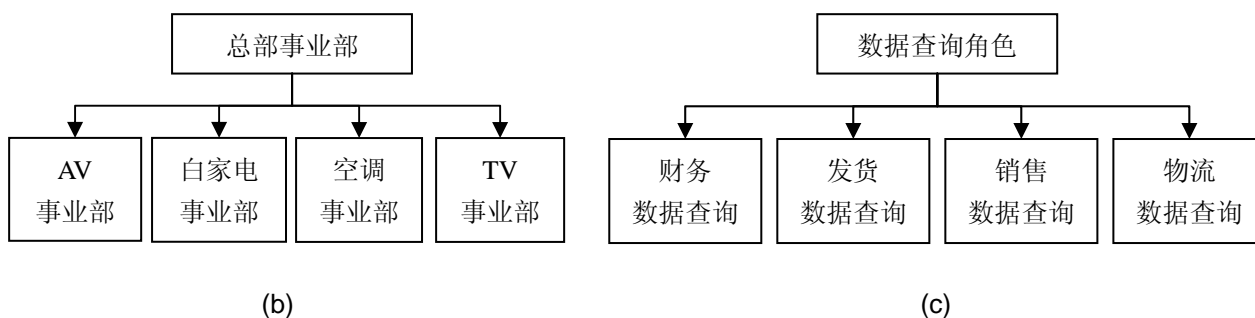 总部事业部
AV
事业部
白家电
事业部
空调
事业部
TV
事业部
(b)
数据查询角色
财务
数据查询
发货
数据查询
销售
数据查询
物流
数据查询
(c)